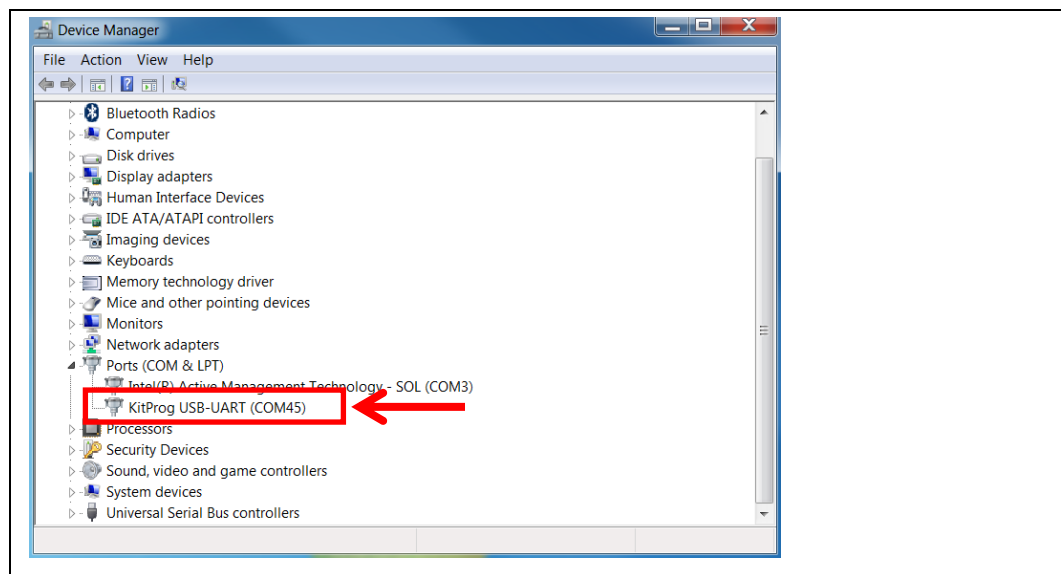 Device Manager
File Action View Help
Bluetooth Radios
Computer
Disk drives
Display adapters
Human Interface Devices
IDE ATA/ATAPI controllers
Imaging devices
Keyboards
Memory technology driver
Mice and other pointing devices
Monitors
Network adapters
Ports (COM & LPT)
Intel(R) Active Management Technology - SOL (COM3)
KitProg USB-UART (COM45)
Processors
Security Devices
Sound, video and game controllers
System devices
Universal Serial Bus controllers